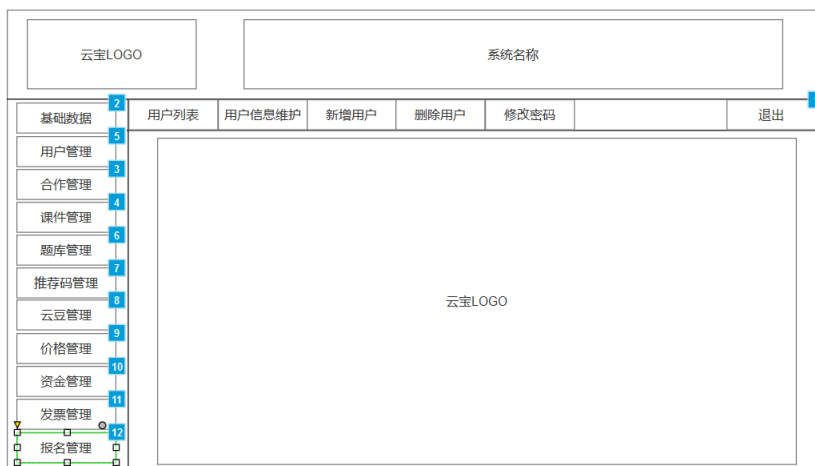 云宝LOGO
系统名称
基础数据
2
用户列表
用户信息维护
新增用户
删除用户
修改密码
退出
用户管理
5
合作管理
3
课件管理
4
题库管理
6
推荐码管理
7
云豆管理
8
价格管理
9
资金管理
10
发票管理
11
报名管理
12
云宝LOGO